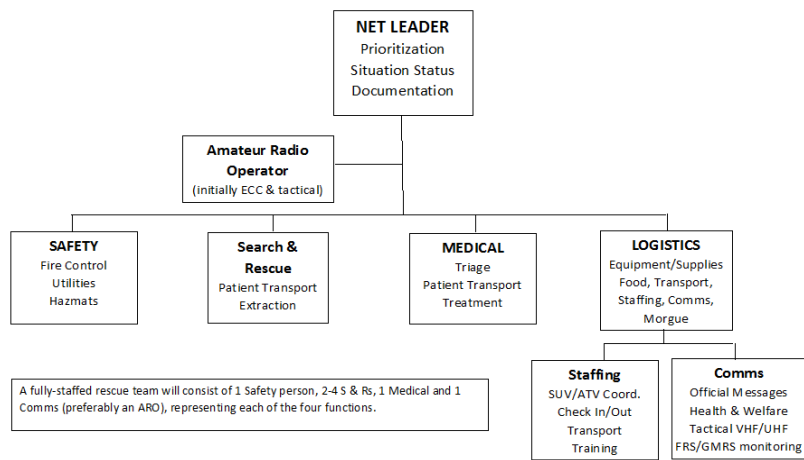 NET LEADER
Prioritization
Situation Status
Documentation
Amateur Radio
Operator
(initially ECC & tactical)
SAFETY
Fire Control
Utilities
Hazmats
Search &
Rescue
Patient Transport
Extraction
MEDICAL
Triage
Patient Transport
Treatment
LOGISTICS
Equipment/Supplies
Food, Transport,
Staffing, Comms,
Morgue
Staffing
SUV/ATV Coord.
Check In/Out
Transport
Training
Comms
Official Messages
Health & Welfare
Tactical VHF/UHF
FRS/GMRS monitoring
A fully-staffed rescue team will consist of 1 Safety person, 2-4 S & Rs, 1 Medical and 1
Comms (preferably an ARO), representing each of the four functions.